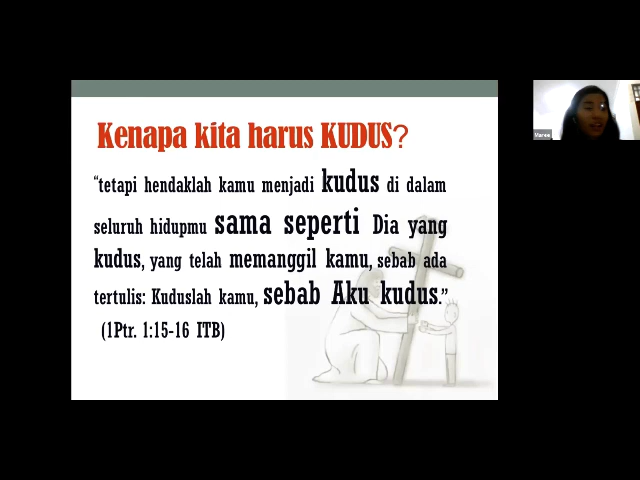 Kenapa kita harus KUDUS?
“tetapi hendaklah kamu menjadi kudus di dalam
seluruh hidupmu sama seperti Dia yang
kudus, yang telah memanggil kamu, sebab ada
tertulis: Kuduslah kamu, sebab Aku kudus.”
(1Ptr. 1:15-16 ITB)